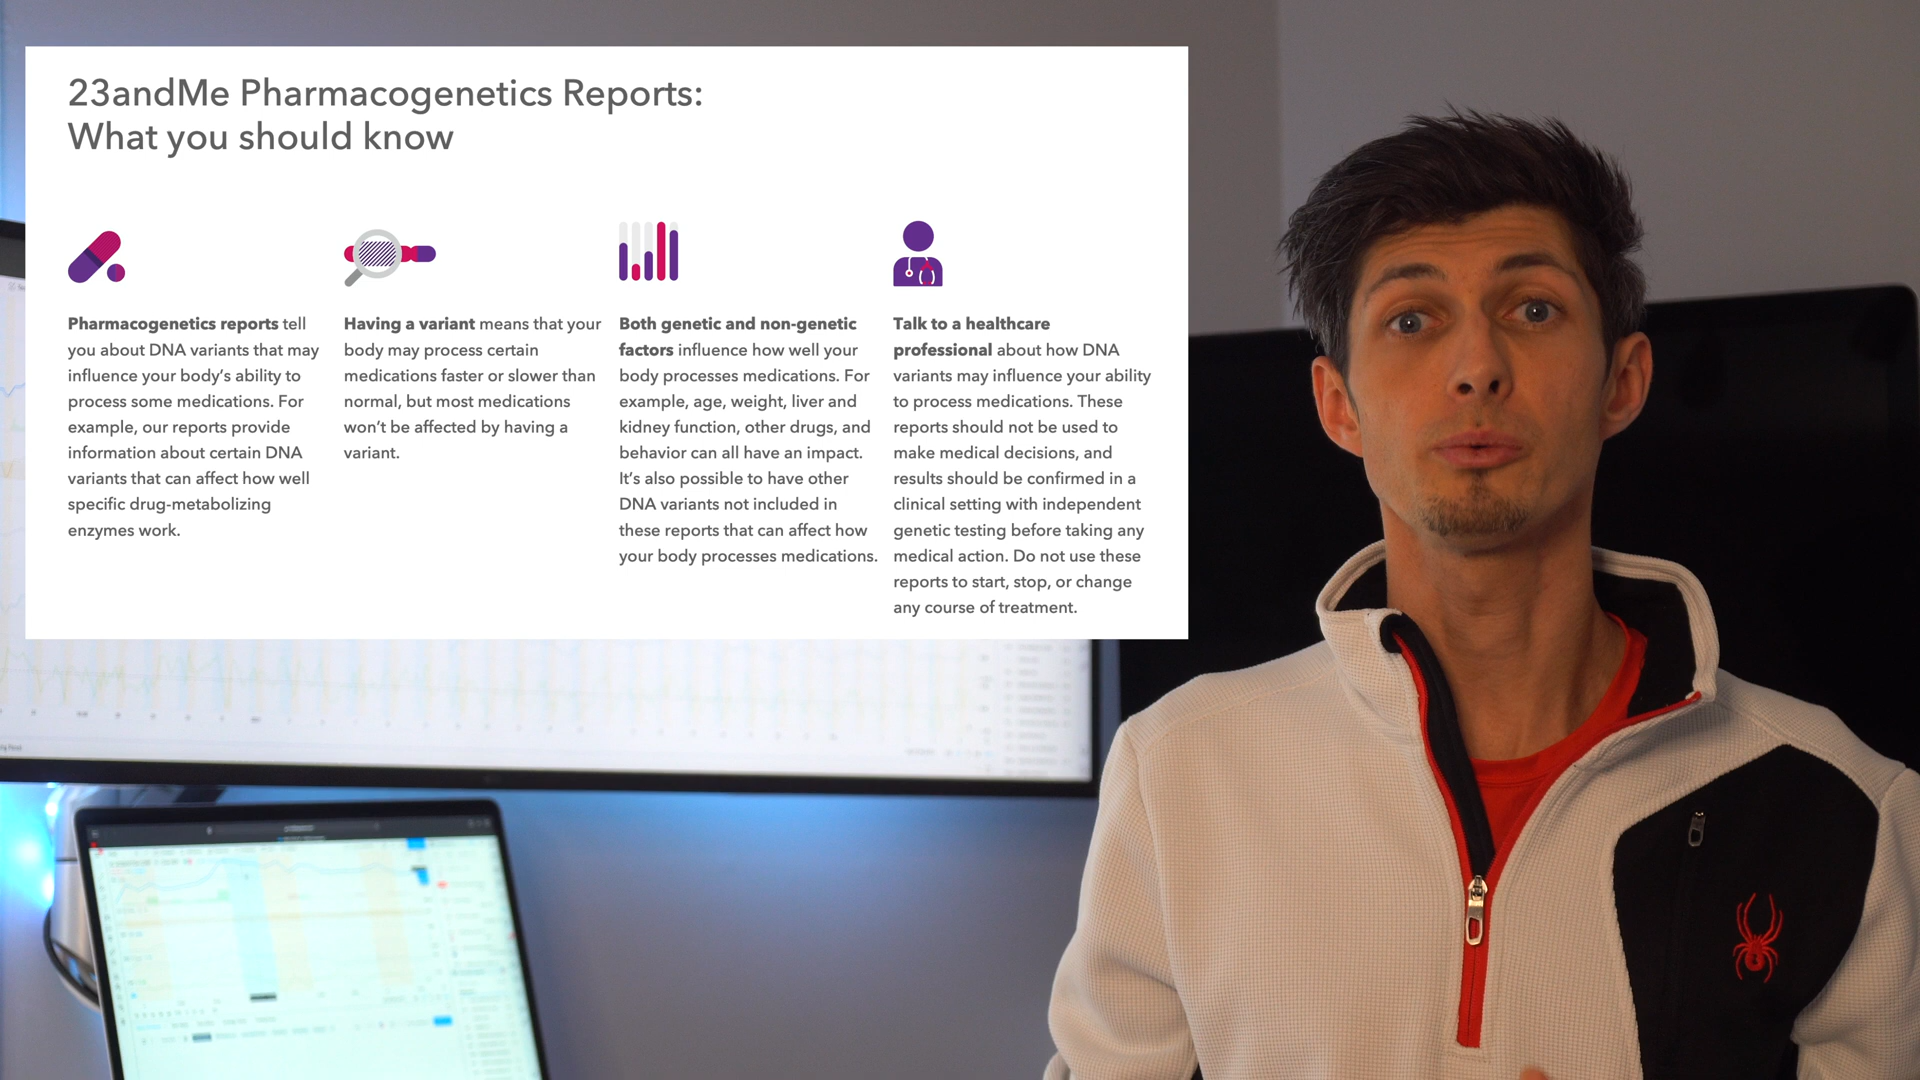 23andMe Pharmacogenetics Reports:
What you should know
Pharmacogenetics reports tell
you about DNA variants that may
influence your body's ability to
process some medications. For
example, our reports provide
information about certain DNA
variants that can affect how well
specific drug-metabolizing
enzymes work.
Having a variant means that your
body may process certain
medications faster or slower than
normal, but most medications
won't be affected by having a
variant.
Both genetic and non-genetic
factors influence how well your
body processes medications. For
example, age, weight, liver and
kidney function, other drugs, and
behavior can all have an impact.
It's also possible to have other
DNA variants not included in
these reports that can affect how
your body processes medications.
Talk to a healthcare
professional about how DNA
variants may influence your ability
to process medications. These
reports should not be used to
make medical decisions, and
results should be confirmed in a
clinical setting with independent
genetic testing before taking any
medical action. Do not use these
reports to start, stop, or change
any course of treatment.